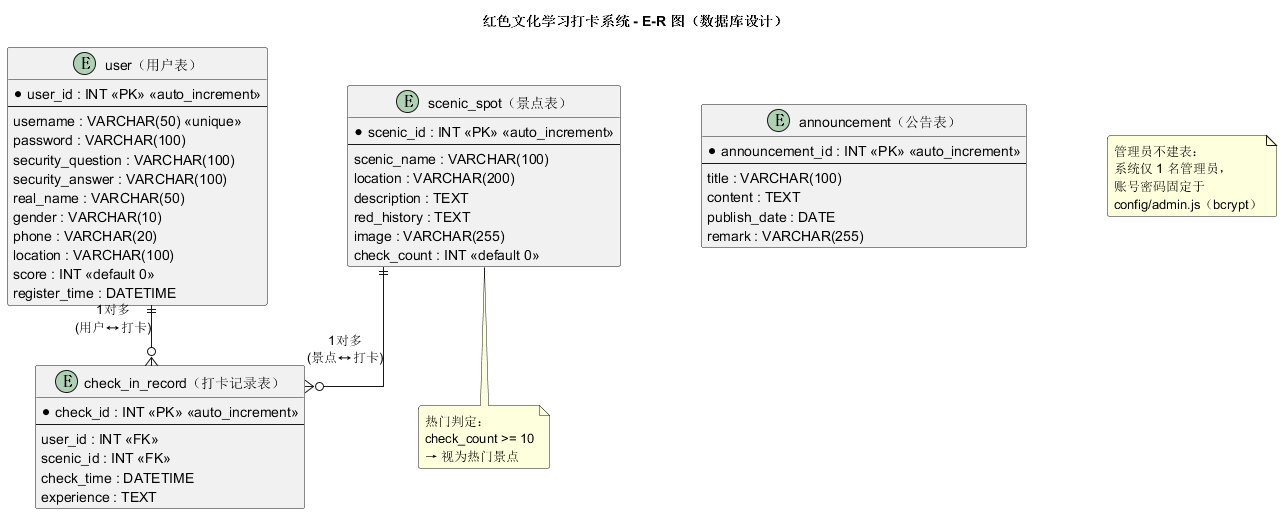 红色文化学习打卡系统 - E-R 图（数据库设计）
E user（用户表）
user_id : INT «PK» «auto_increment»
username : VARCHAR(50) «unique»
password : VARCHAR(100)
security_question : VARCHAR(100)
security_answer : VARCHAR(100)
real_name : VARCHAR(50)
gender : VARCHAR(10)
phone : VARCHAR(20)
location : VARCHAR(100)
score : INT «default 0»
register_time : DATETIME
E scenic_spot（景点表）
scenic_id : INT «PK» «auto_increment»
scenic_name : VARCHAR(100)
location : VARCHAR(200)
description : TEXT
red_history : TEXT
image : VARCHAR(255)
check_count : INT «default 0»
E announcement（公告表）
announcement_id : INT «PK» «auto_increment»
title : VARCHAR(100)
content : TEXT
publish_date : DATE
remark : VARCHAR(255)
管理员不建表：
系统仅 1 名管理员，
账号密码固定于
config/admin.js（bcrypt）
1对多
(用户↔打卡)
1对多
(景点↔打卡)
E check_in_record（打卡记录表）
check_id : INT «PK» «auto_increment»
user_id : INT «FK»
scenic_id : INT «FK»
check_time : DATETIME
experience : TEXT
热门判定：
check_count >= 10
→ 视为热门景点